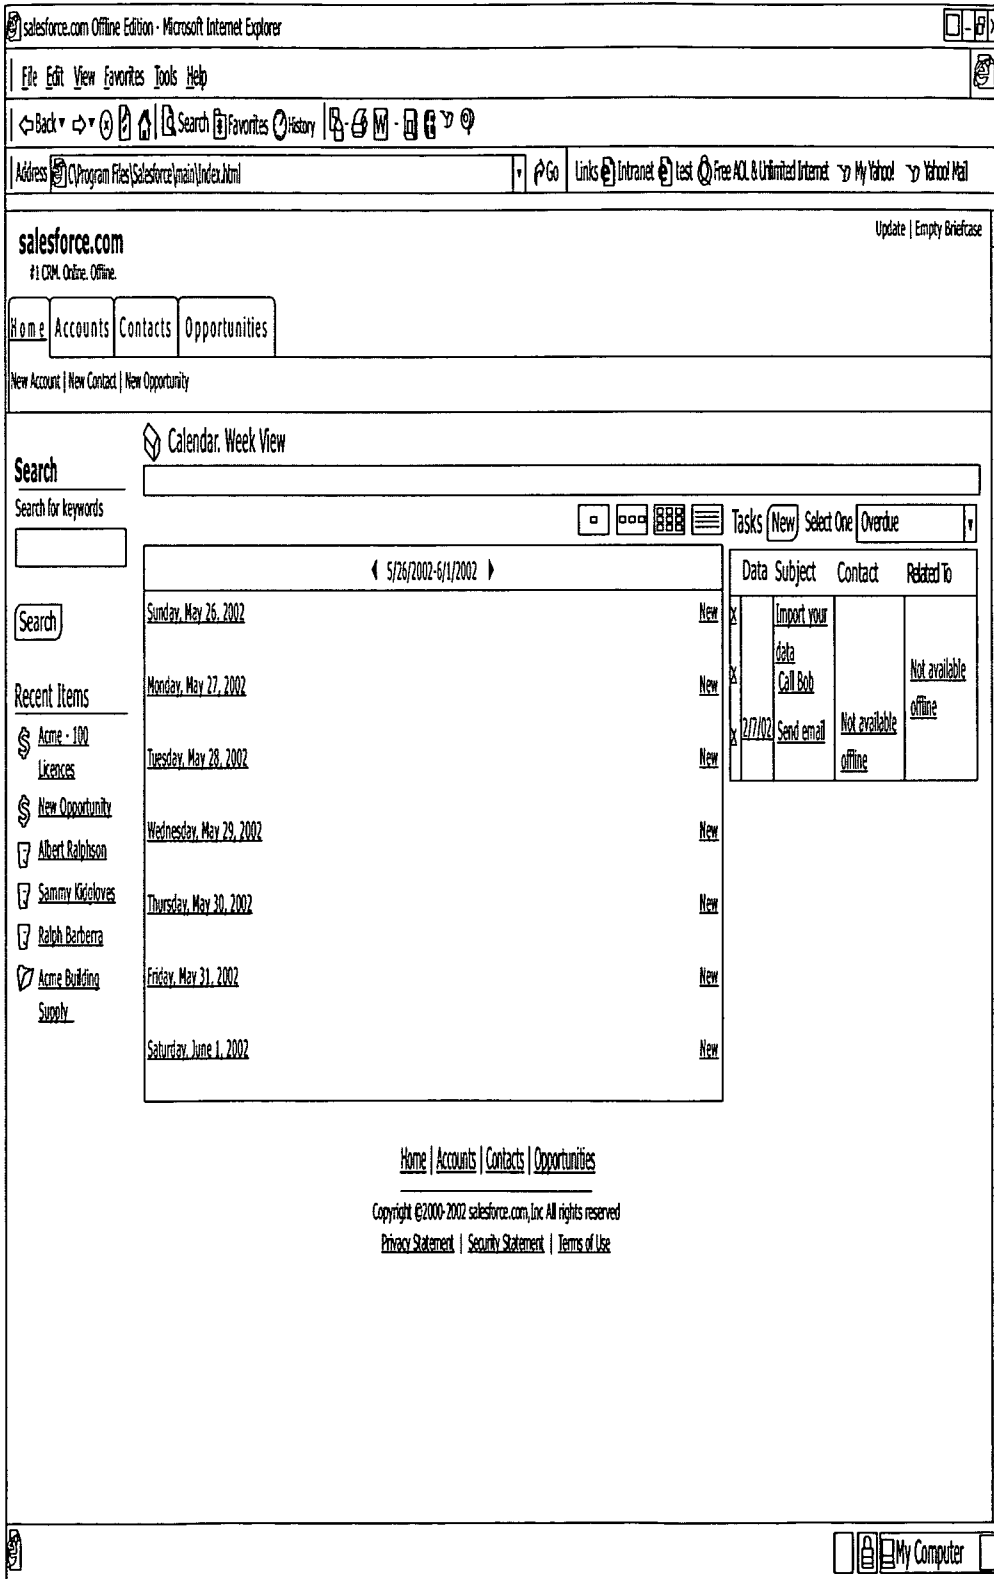 salesforce.com Offline Edition - Microsoft Internet Explorer
File Edit View Favorites Tools Help
Back Search Favorites History W
Address C\Program Files\Salesforce\main\Index.html Go Links Intranet test Free AOL & Unlimited Internet My Yahoo! Yahoo! Mail
Update | Empty Briefcase
salesforce.com
#1 CRM. Online. Offline.
Home Accounts Contacts Opportunities
New Account | New Contact | New Opportunity
Calendar. Week View
Search
Search for keywords
Search
Recent Items
Acme - 100
Licences
New Opportunity
Albert Ralphson
Sammy Kidgloves
Ralph Barberra
Acme Building
Supply
5/26/2002-6/1/2002
Sunday, May 26, 2002 New
Monday, May 27, 2002 New
Tuesday, May 28, 2002 New
Wednesday, May 29, 2002 New
Thursday, May 30, 2002 New
Friday, May 31, 2002 New
Saturday, June 1, 2002 New
Tasks New Select One Overdue
Data Subject Contact Related To
X Import your
data
X Call Bob
Not available
offline
X 2/7/02 Send email Not available
offline
Home | Accounts | Contacts | Opportunities
Copyright @2000-2002 salesforce.com, Inc All rights reserved
Privacy Statement | Security Statement | Terms of Use
My Computer